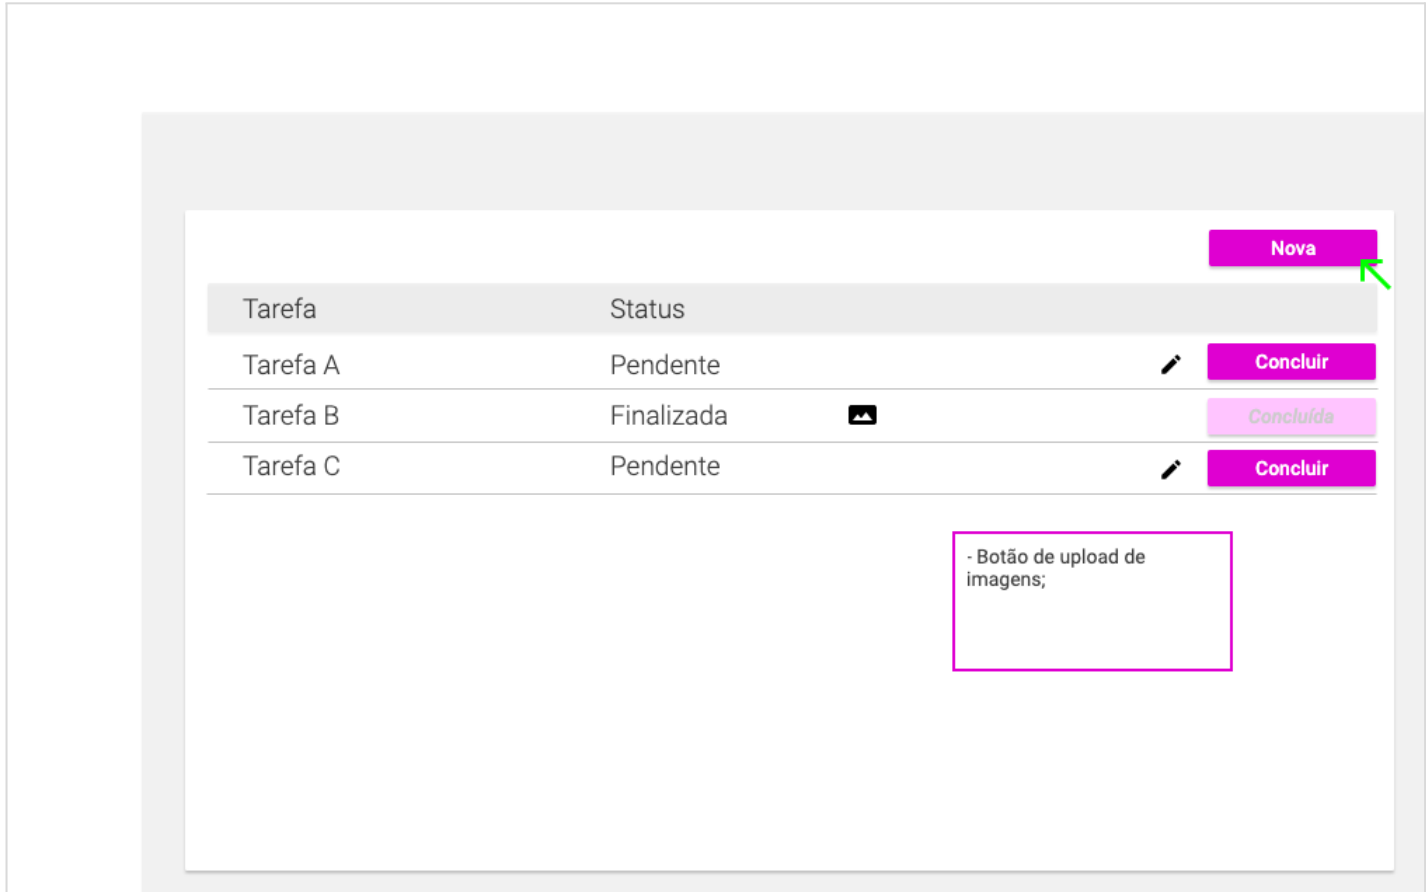 Nova
Tarefa Status
Tarefa A Pendente Concluir
Tarefa B Finalizada Concluída
Tarefa C Pendente Concluir
- Botão de upload de
imagens;